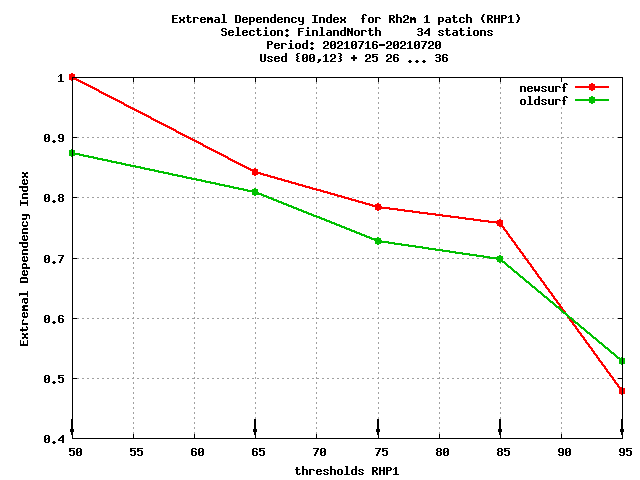 Extremal Dependency Index  for Rh2m 1 patch (RHP1)
Selection: FinlandNorth     34 stations
Period: 20210716-20210720
Used {00,12} + 25 26 ... 36
newsurf
oldsurf
1
0.9
0.8
0.7
0.6
0.5
0.4
Extremal Dependency Index
50 55 60 65 70 75 80 85 90 95
thresholds RHP1